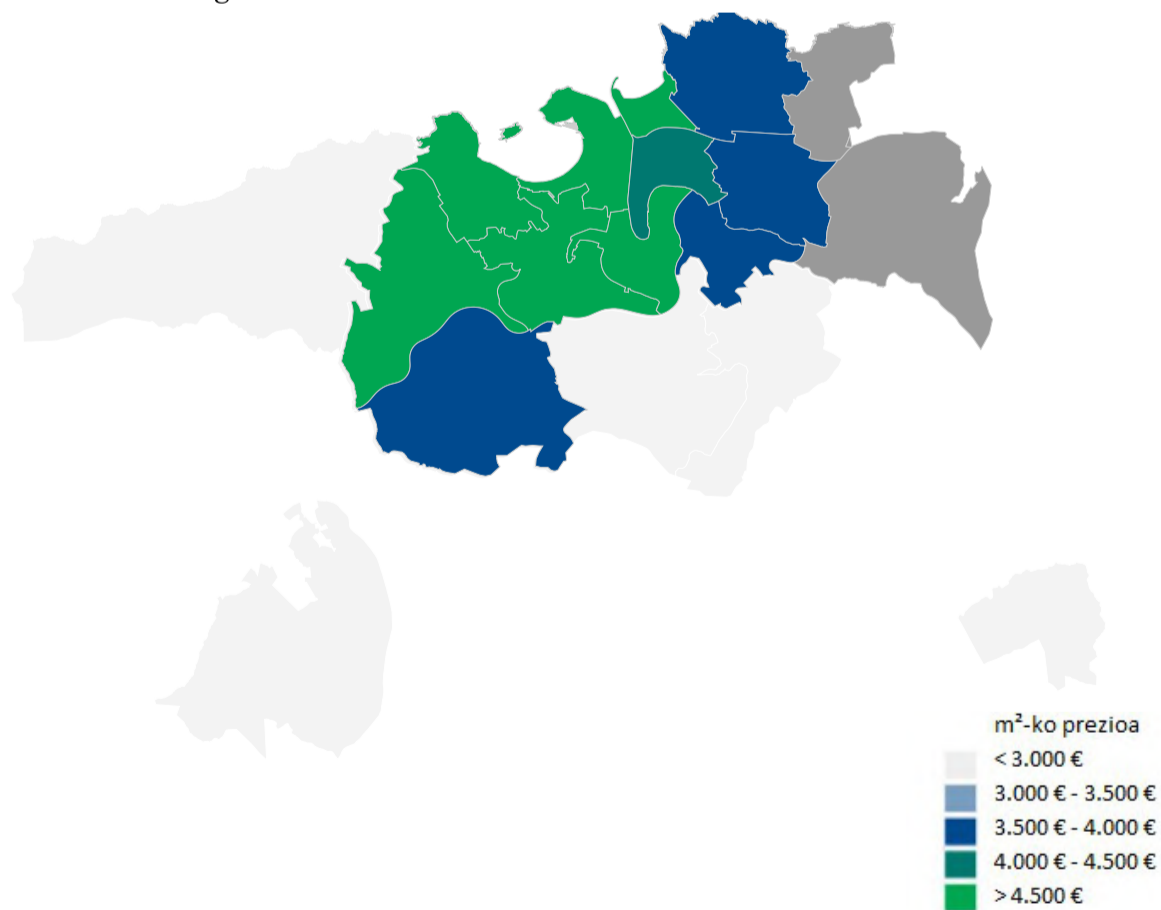 m²-ko prezioa
< 3.000 €
3.000 € - 3.500 €
3.500 € - 4.000 €
4.000 € - 4.500 €
> 4.500 €